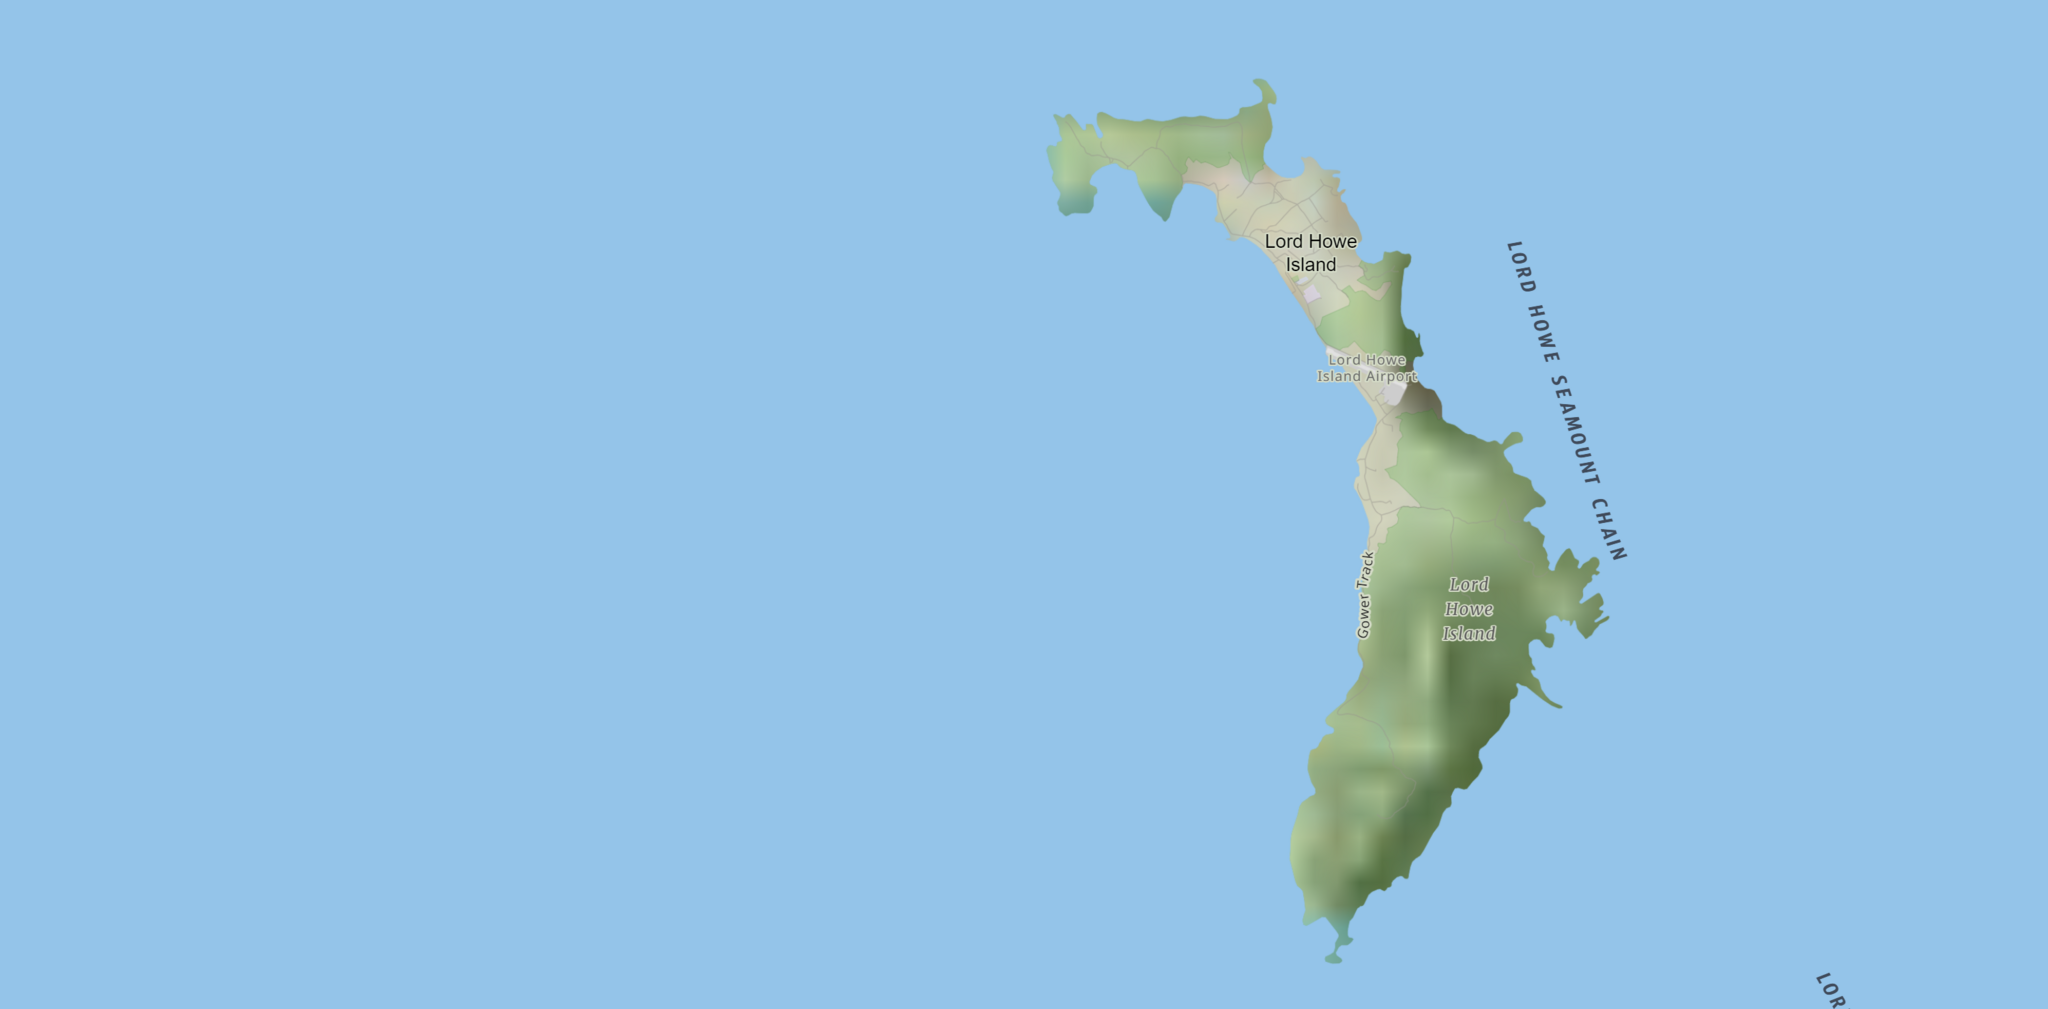 Lord Howe
Island
LORD HOWE SEAMOUNT CHAIN
Lord Howe
Island Airport
Gower Track
Lord
Howe
Island
LOR